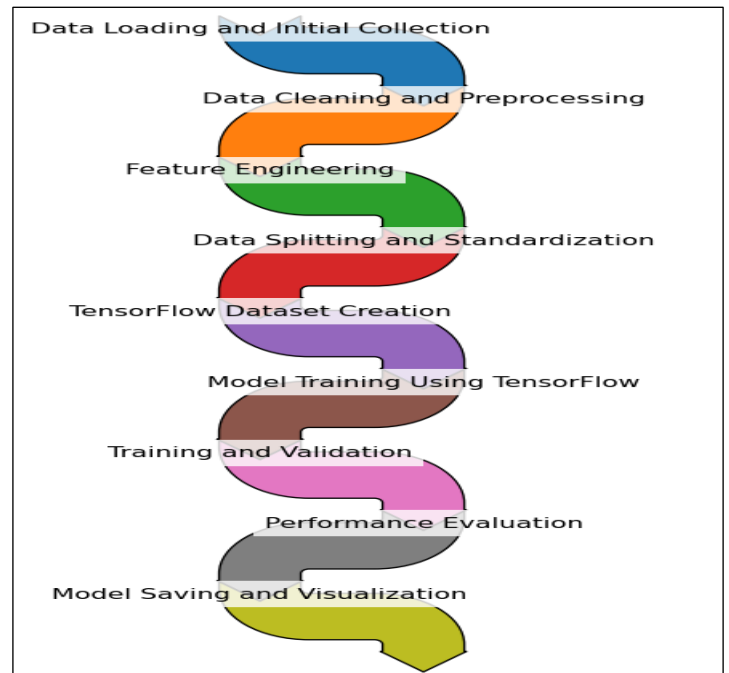 Data Loading and Initial Collection
Data Cleaning and Preprocessing
Feature Engineering
Data Splitting and Standardization
TensorFlow Dataset Creation
Model Training Using TensorFlow
Training and Validation
Performance Evaluation
Model Saving and Visualization